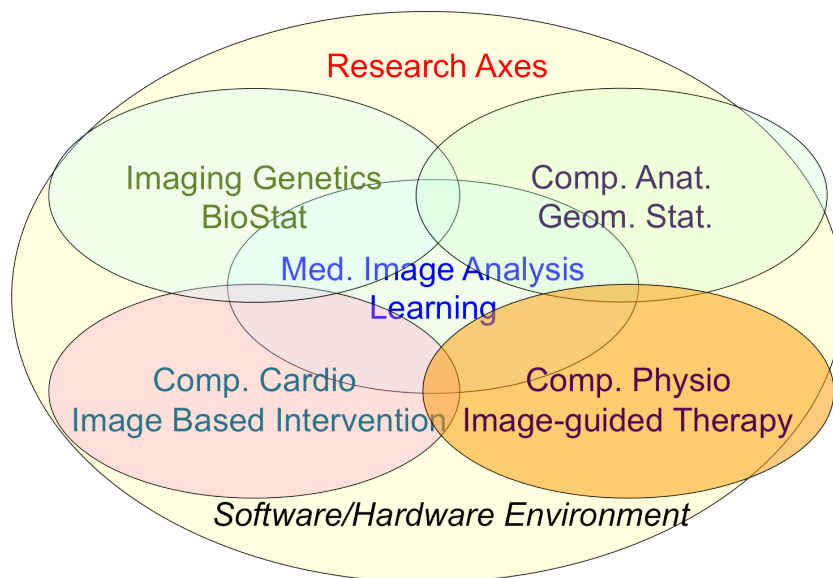 Research Axes
Imaging Genetics
BioStat
Comp. Anat.
Geom. Stat.
Med. Image Analysis
Learning
Comp. Cardio
Image Based Intervention
Comp. Physio
Image-guided Therapy
Software/Hardware Environment